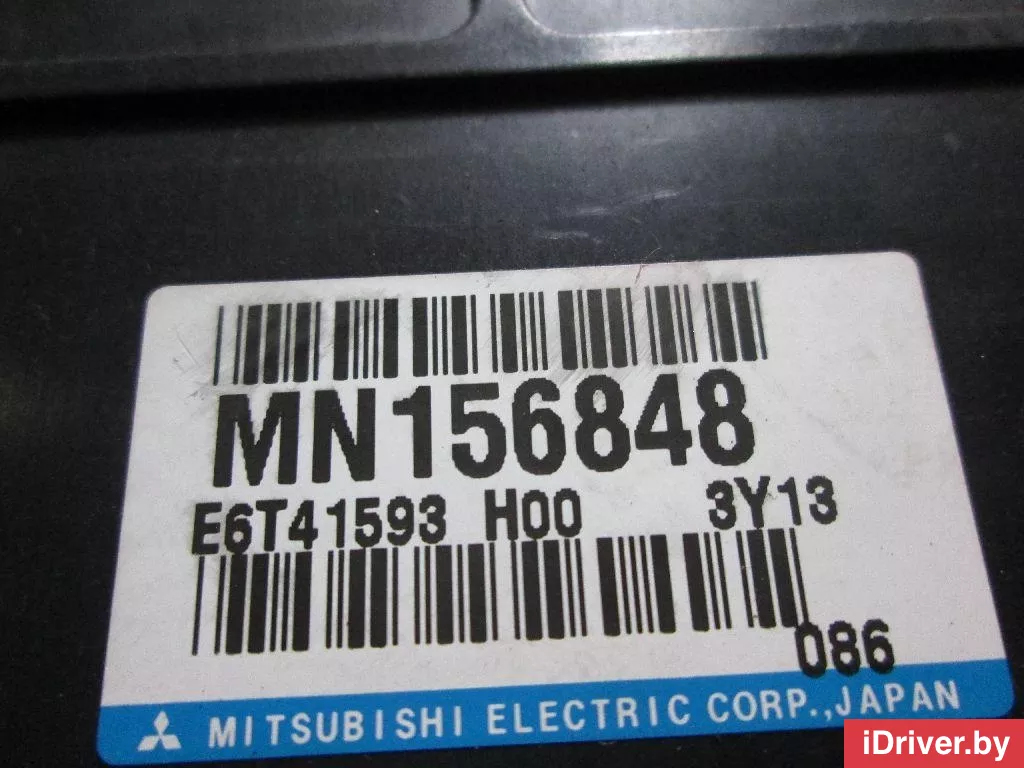 MN156848
E6T41593 H00 3Y13
086
MITSUBISHI ELECTRIC CORP.,JAPAN
iDriver.by